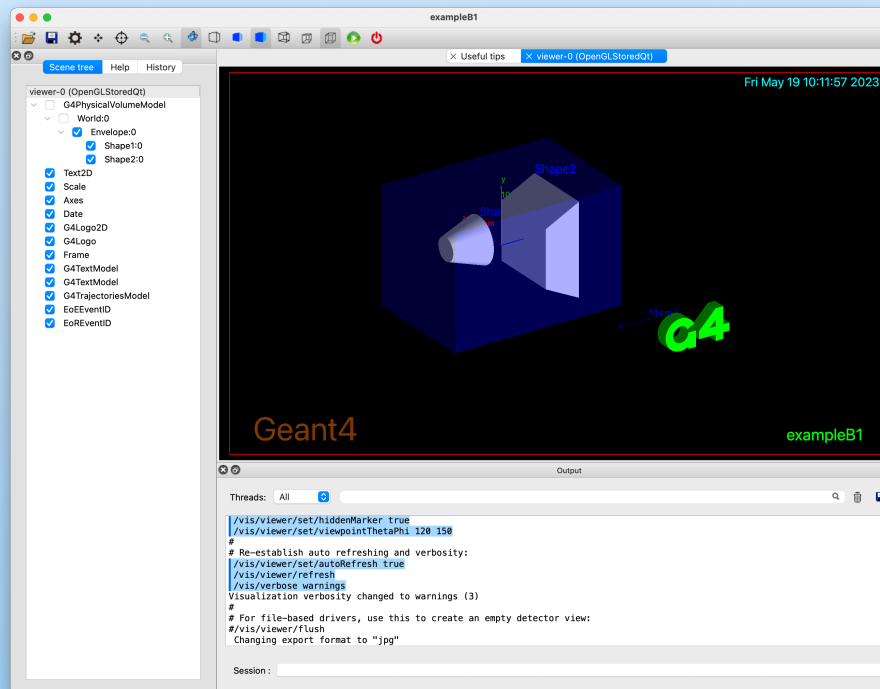 exampleB1
Useful tips
viewer-0 (OpenGLStoredQt)
Scene tree
Help
History
viewer-0 (OpenGLStoredQt)
G4PhysicalVolumeModel
World:0
Envelope:0
Shape1:0
Shape2:0
Text2D
Scale
Axes
Date
G4Logo2D
G4Logo
Frame
G4TextModel
G4TextModel
G4TrajectoriesModel
EoEEventID
EoREventID
Fri May 19 10:11:57 2023
Shape2
y
10
Sha
10 cm
G4
Geant4
exampleB1
Output
Threads:
All
/vis/viewer/set/hiddenMarker true
/vis/viewer/set/viewpointThetaPhi 120 150
#
# Re-establish auto refreshing and verbosity:
/vis/viewer/set/autoRefresh true
/vis/viewer/refresh
/vis/verbose warnings
Visualization verbosity changed to warnings (3)
#
# For file-based drivers, use this to create an empty detector view:
#/vis/viewer/flush
Changing export format to "jpg"
Session :